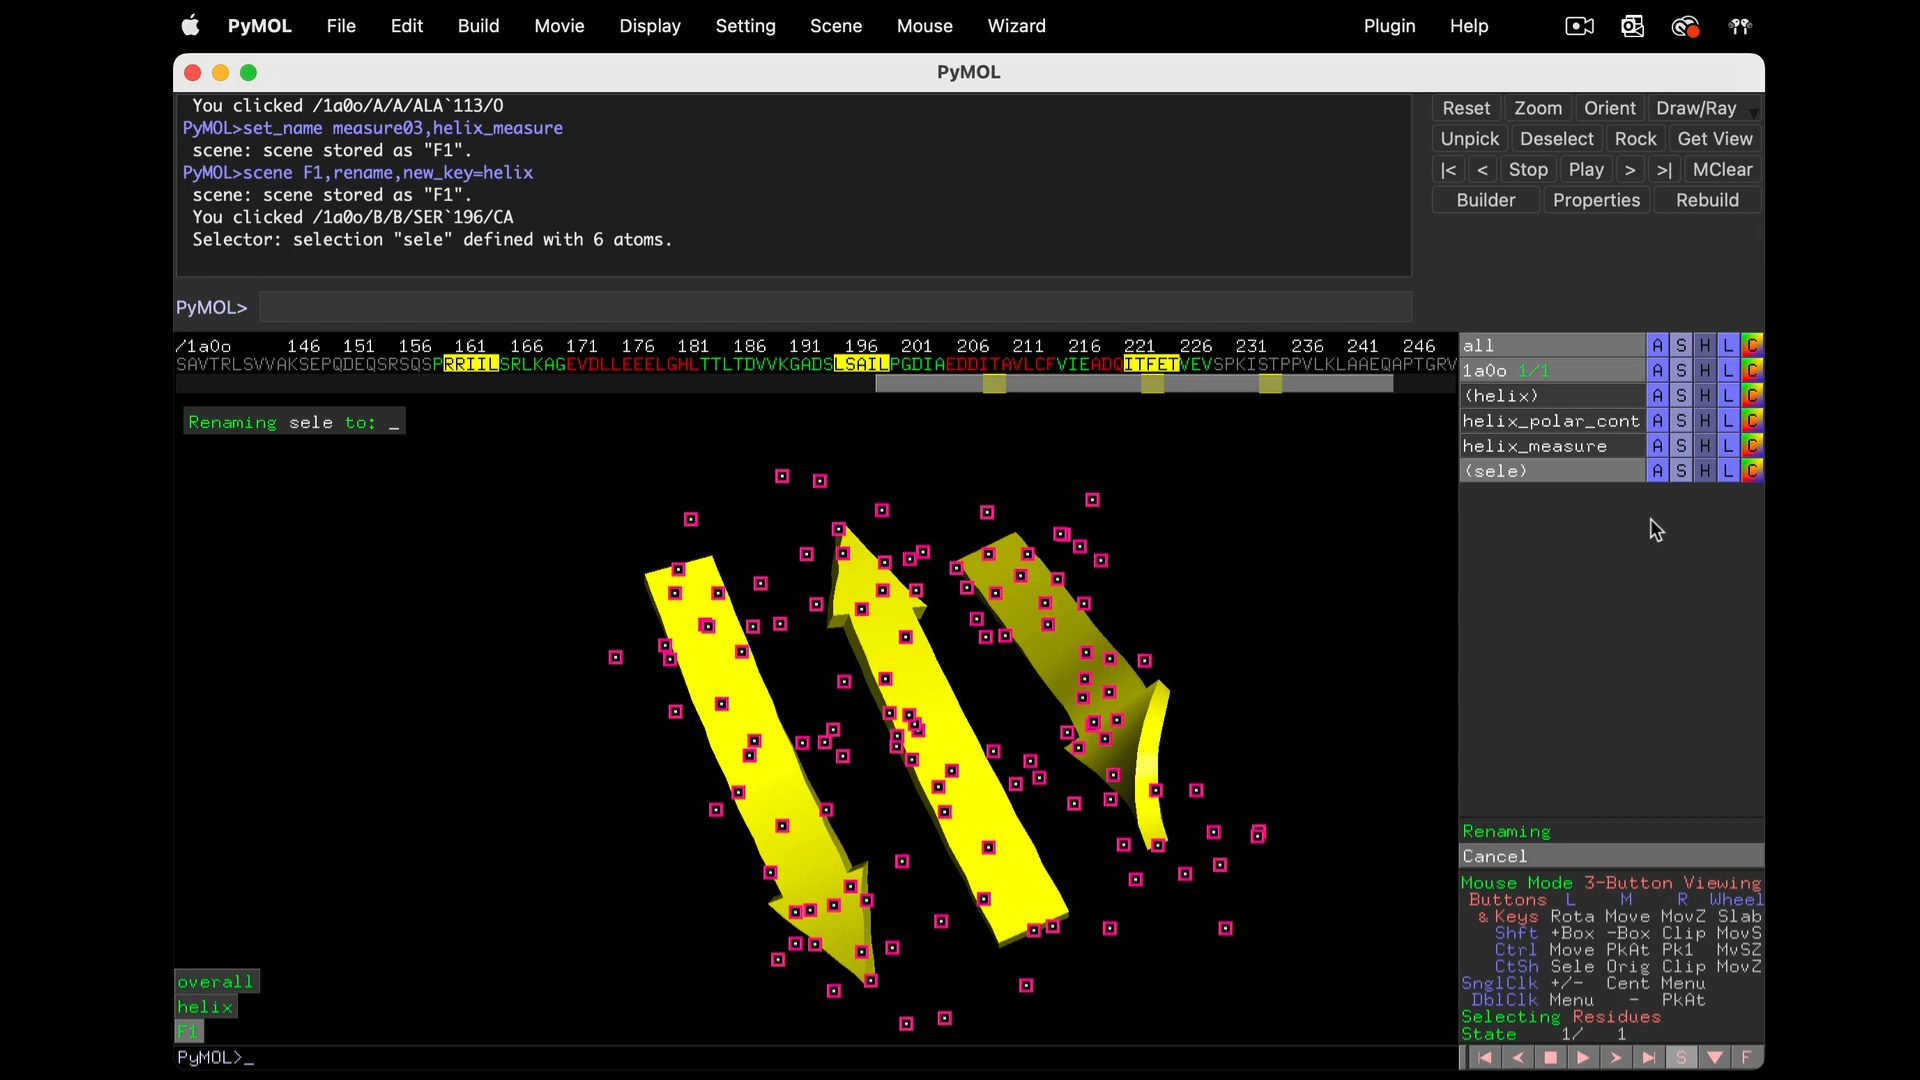 PyMOL File Edit Build Movie Display Setting Scene Mouse Wizard Plugin Help
PyMOL
You clicked /1a0o/A/A/ALA`113/O
PyMOL>set_name measure03,helix_measure
scene: scene stored as "F1".
PyMOL>scene F1,rename,new_key=helix
scene: scene stored as "F1".
You clicked /1a0o/B/B/SER`196/CA
Selector: selection "sele" defined with 6 atoms.
Reset Zoom Orient Draw/Ray
Unpick Deselect Rock Get View
|< < Stop Play > >| MClear
Builder Properties Rebuild
PyMOL>
/1a0o 146 151 156 161 166 171 176 181 186 191 196 201 206 211 216 221 226 231 236 241 246
SAVTRLSVVAKSEPQDEQSRSQSPRRIILSRLKAGEVDLLEEELGHLTTLTDVVKGADSLSAILPGDIAEDDITAVLCFVIEADQITFETVEVSPKISTPPVLKLAAEQAPTGRV
all A S H L C
1a0o 1/1 A S H L C
(helix) A S H L C
helix_polar_cont A S H L C
helix_measure A S H L C
(sele) A S H L C
Renaming sele to: _
Renaming
Cancel
Mouse Mode 3-Button Viewing
Buttons L M R Wheel
& Keys Rota Move MovZ Slab
Shft +Box -Box Clip MovS
Ctrl Move PkAt Pk1 MvSZ
CtSh Sele Orig Clip MovZ
SnglClk +/- Cent Menu
DblClk Menu - PkAt
Selecting Residues
State 1/ 1
overall
helix
F1
PyMOL>_
S F